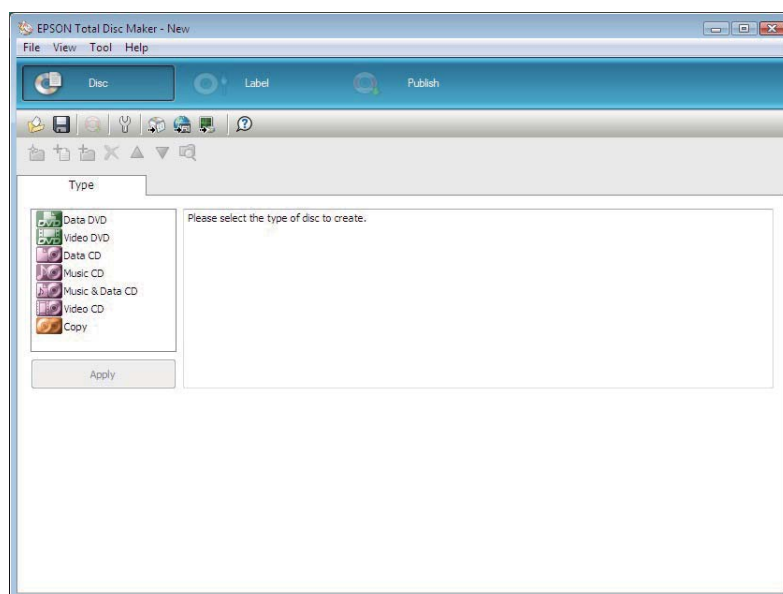 EPSON Total Disc Maker - New
File View Tool Help
Disc Label Publish
Type
Data DVD
Video DVD
Data CD
Music CD
Music & Data CD
Video CD
Copy
Please select the type of disc to create.
Apply